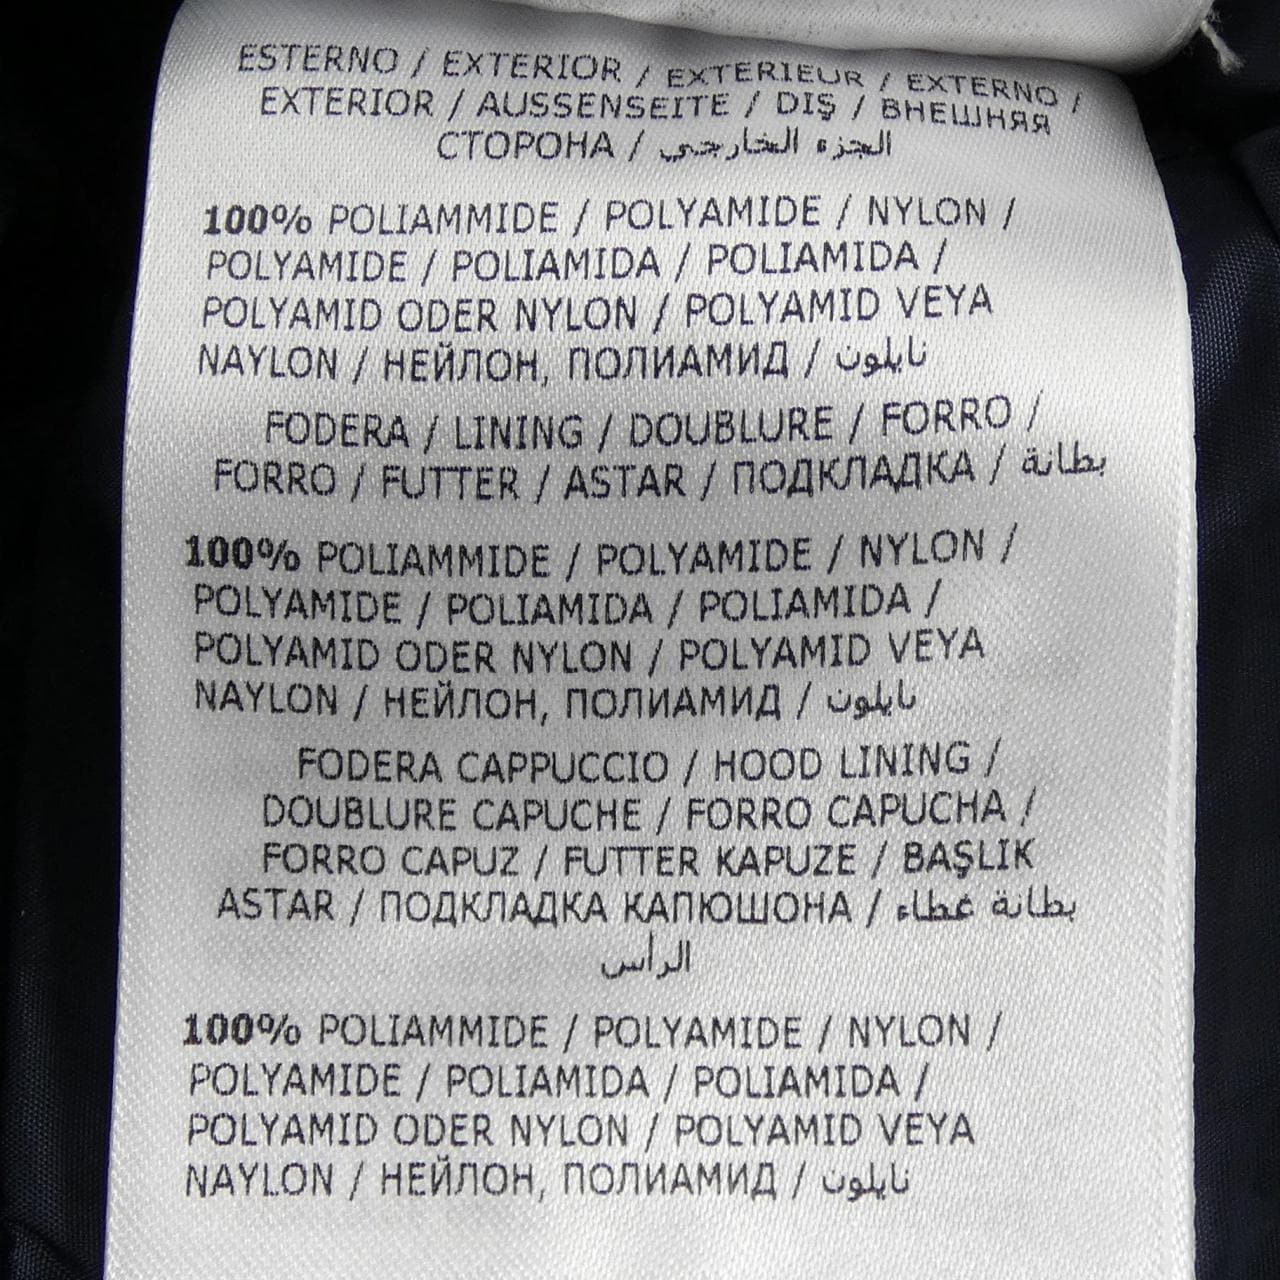 ESTERNO / EXTERIOR / EXTERIEUR / EXTERNO /
EXTERIOR / AUSSENSEITE / DIŞ / ВНЕШНЯЯ
СТОРОНА / الجزء الخارجي
100% POLIAMMIDE / POLYAMIDE / NYLON /
POLYAMIDE / POLIAMIDA / POLIAMIDA /
POLYAMID ODER NYLON / POLYAMID VEYA
NAYLON / НЕЙЛОН, ПОЛИАМИД / نايلون
FODERA / LINING / DOUBLURE / FORRO /
FORRO / FUTTER / ASTAR / ПОДКЛАДКА / بطانة
100% POLIAMMIDE / POLYAMIDE / NYLON /
POLYAMIDE / POLIAMIDA / POLIAMIDA /
POLYAMID ODER NYLON / POLYAMID VEYA
NAYLON / НЕЙЛОН, ПОЛИАМИД / نايلون
FODERA CAPPUCCIO / HOOD LINING /
DOUBLURE CAPUCHE / FORRO CAPUCHA /
FORRO CAPUZ / FUTTER KAPUZE / BAŞLIK
ASTAR / ПОДКЛАДКА КАПЮШОНА / بطانة غطاء
الرأس
100% POLIAMMIDE / POLYAMIDE / NYLON /
POLYAMIDE / POLIAMIDA / POLIAMIDA /
POLYAMID ODER NYLON / POLYAMID VEYA
NAYLON / НЕЙЛОН, ПОЛИАМИД / نايلون